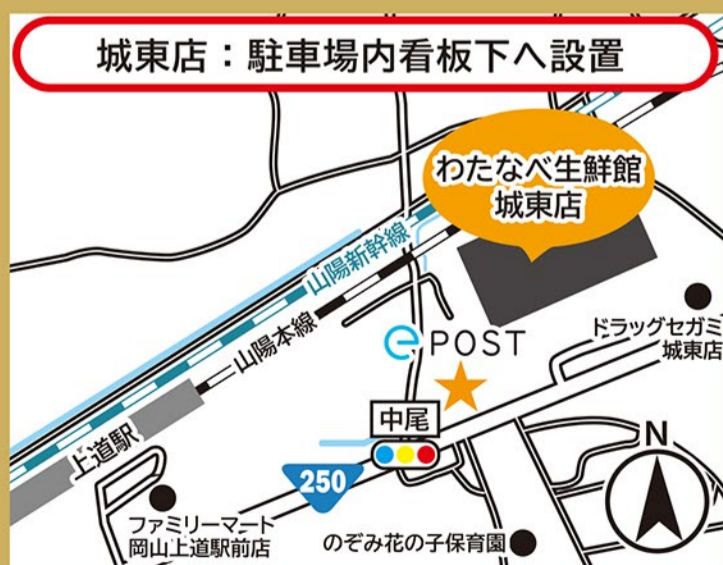 城東店：駐車場内看板下へ設置
わたなべ生鮮館
城東店
山陽新幹線
山陽本線
ドラッグセガミ
城東店
e POST
中尾
上道駅
250
N
ファミリーマート
岡山上道駅前店
のぞみ花の子保育園